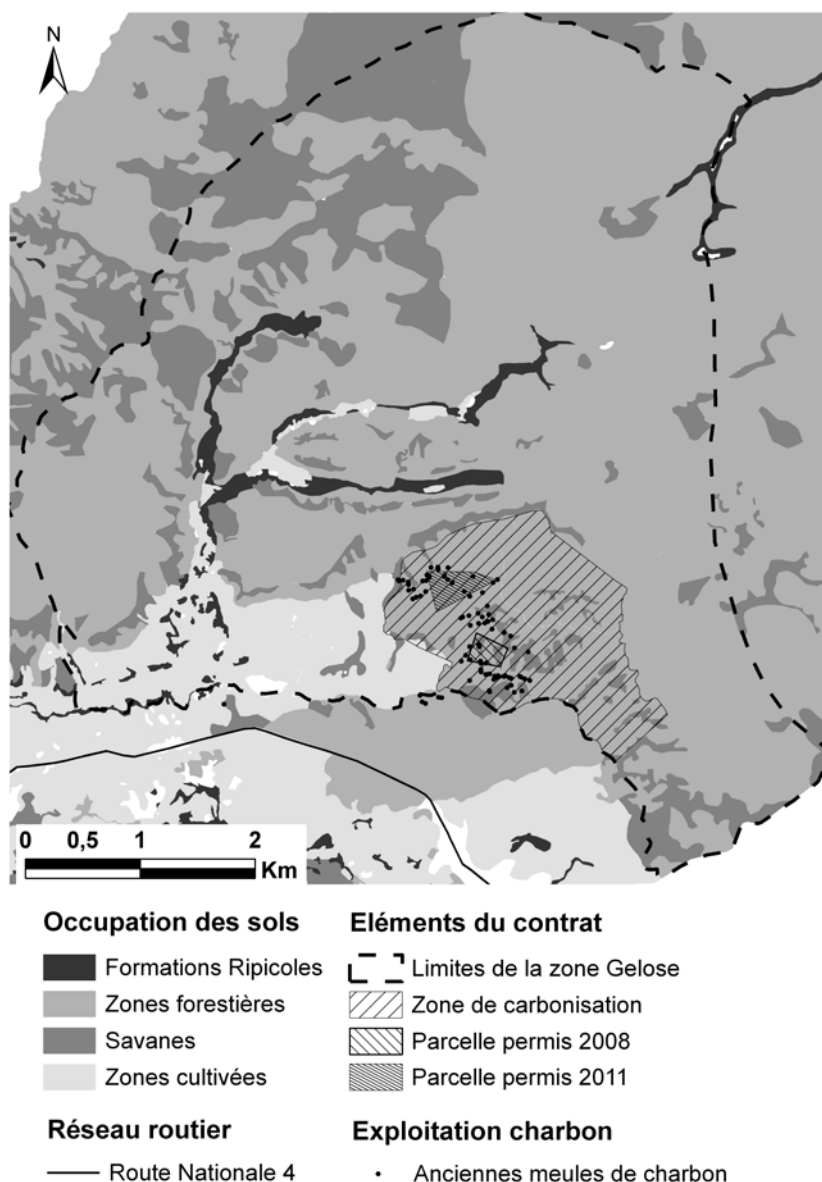 N
0 0,5 1 2
Km
Occupation des sols
Formations Ripicoles
Zones forestières
Savanes
Zones cultivées
Réseau routier
Route Nationale 4
Eléments du contrat
Limites de la zone Gelose
Zone de carbonisation
Parcelle permis 2008
Parcelle permis 2011
Exploitation charbon
Anciennes meules de charbon